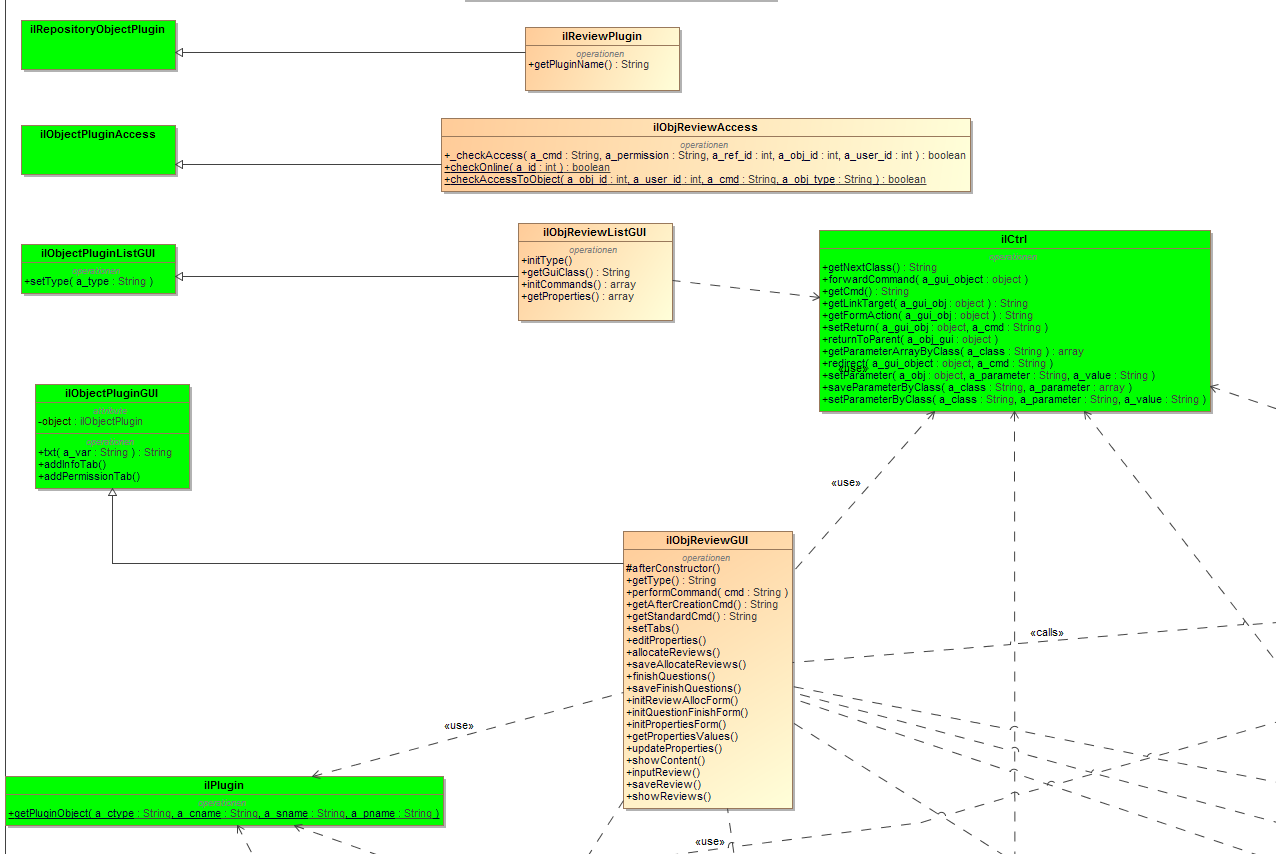 ilRepositoryObjectPlugin
ilReviewPlugin
operationen
+getPluginName() : String
ilObjectPluginAccess
ilObjReviewAccess
operationen
+_checkAccess( a_cmd : String, a_permission : String, a_ref_id : int, a_obj_id : int, a_user_id : int ) : boolean
+checkOnline( a_id : int ) : boolean
+checkAccessToObject( a_obj_id : int, a_user_id : int, a_cmd : String, a_obj_type : String ) : boolean
ilObjectPluginListGUI
operationen
+setType( a_type : String )
ilObjReviewListGUI
operationen
+initType()
+getGuiClass() : String
+initCommands() : array
+getProperties() : array
ilCtrl
operationen
+getNextClass() : String
+forwardCommand( a_gui_object : object )
+getCmd() : String
+getLinkTarget( a_gui_obj : object ) : String
+getFormAction( a_gui_obj : object ) : String
+setReturn( a_gui_obj : object, a_cmd : String )
+returnToParent( a_obj_gui : object )
+getParameterArrayByClass( a_class : String ) : array
+redirect( a_gui_object : object, a_cmd : String )
«use»
+setParameter( a_obj : object, a_parameter : String, a_value : String )
+saveParameterByClass( a_class : String, a_parameter : array )
+setParameterByClass( a_class : String, a_parameter : String, a_value : String )
ilObjectPluginGUI
attribute
-object : ilObjectPlugin
operationen
+txt( a_var : String ) : String
+addInfoTab()
+addPermissionTab()
«use»
ilObjReviewGUI
operationen
#afterConstructor()
+getType() : String
+performCommand( cmd : String )
+getAfterCreationCmd() : String
+getStandardCmd() : String
+setTabs()
+editProperties()
+allocateReviews()
+saveAllocateReviews()
+finishQuestions()
+saveFinishQuestions()
+initReviewAllocForm()
+initQuestionFinishForm()
+initPropertiesForm()
+getPropertiesValues()
+updateProperties()
+showContent()
+inputReview()
+saveReview()
+showReviews()
«calls»
«use»
ilPlugin
operationen
+getPluginObject( a_ctype : String, a_cname : String, a_sname : String, a_pname : String )
«use»